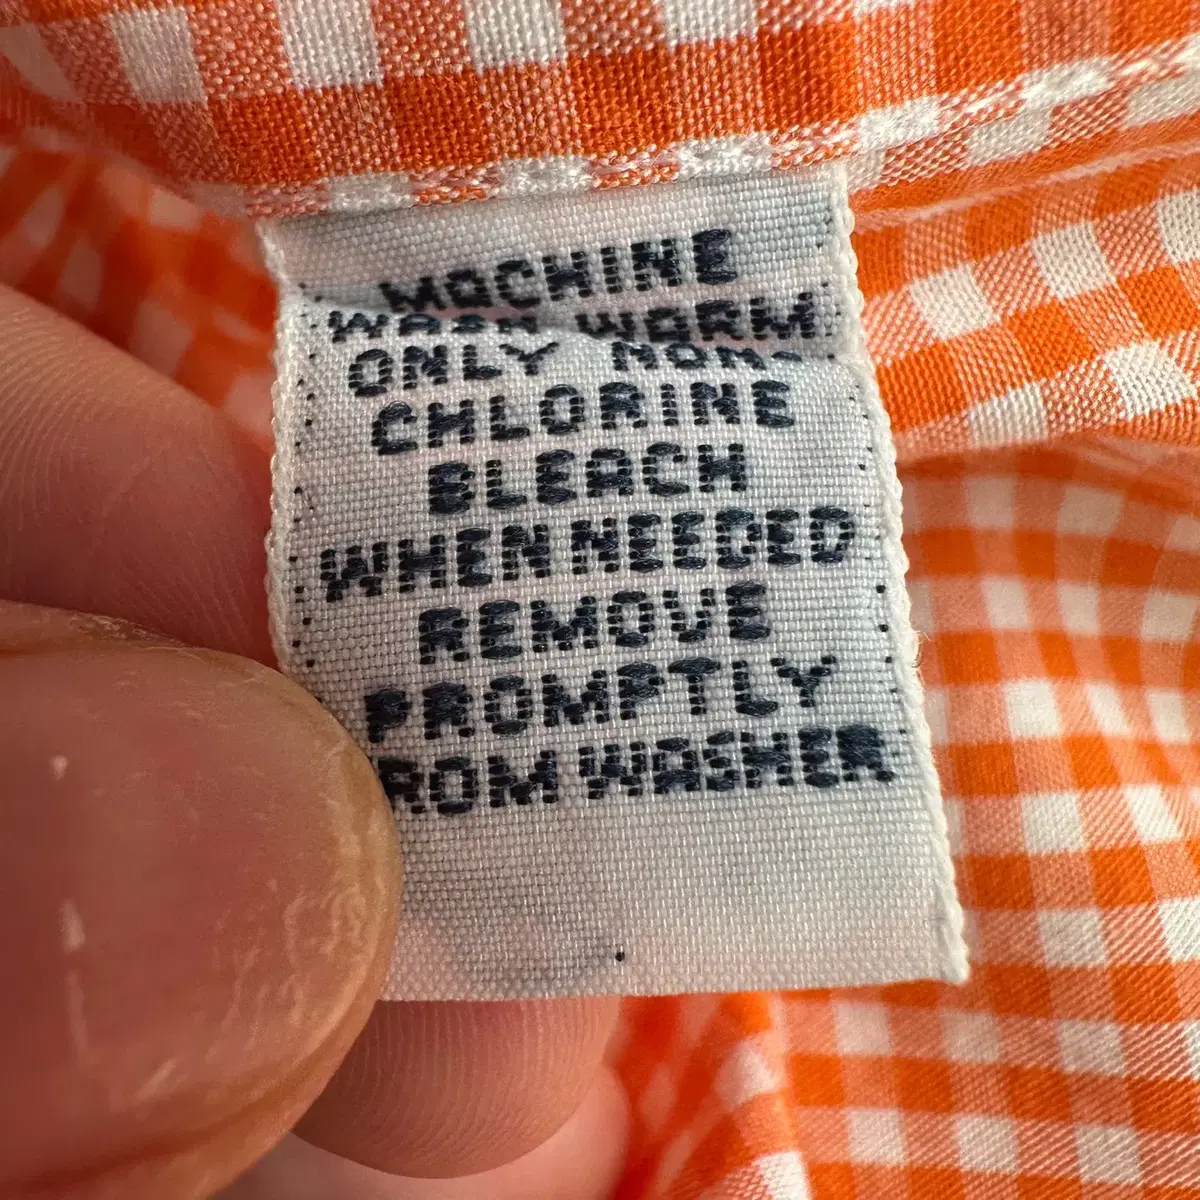 MACHINE
WASH WARM
ONLY NON-
CHLORINE
BLEACH
WHEN NEEDED
REMOVE
PROMPTLY
ROM WASHER